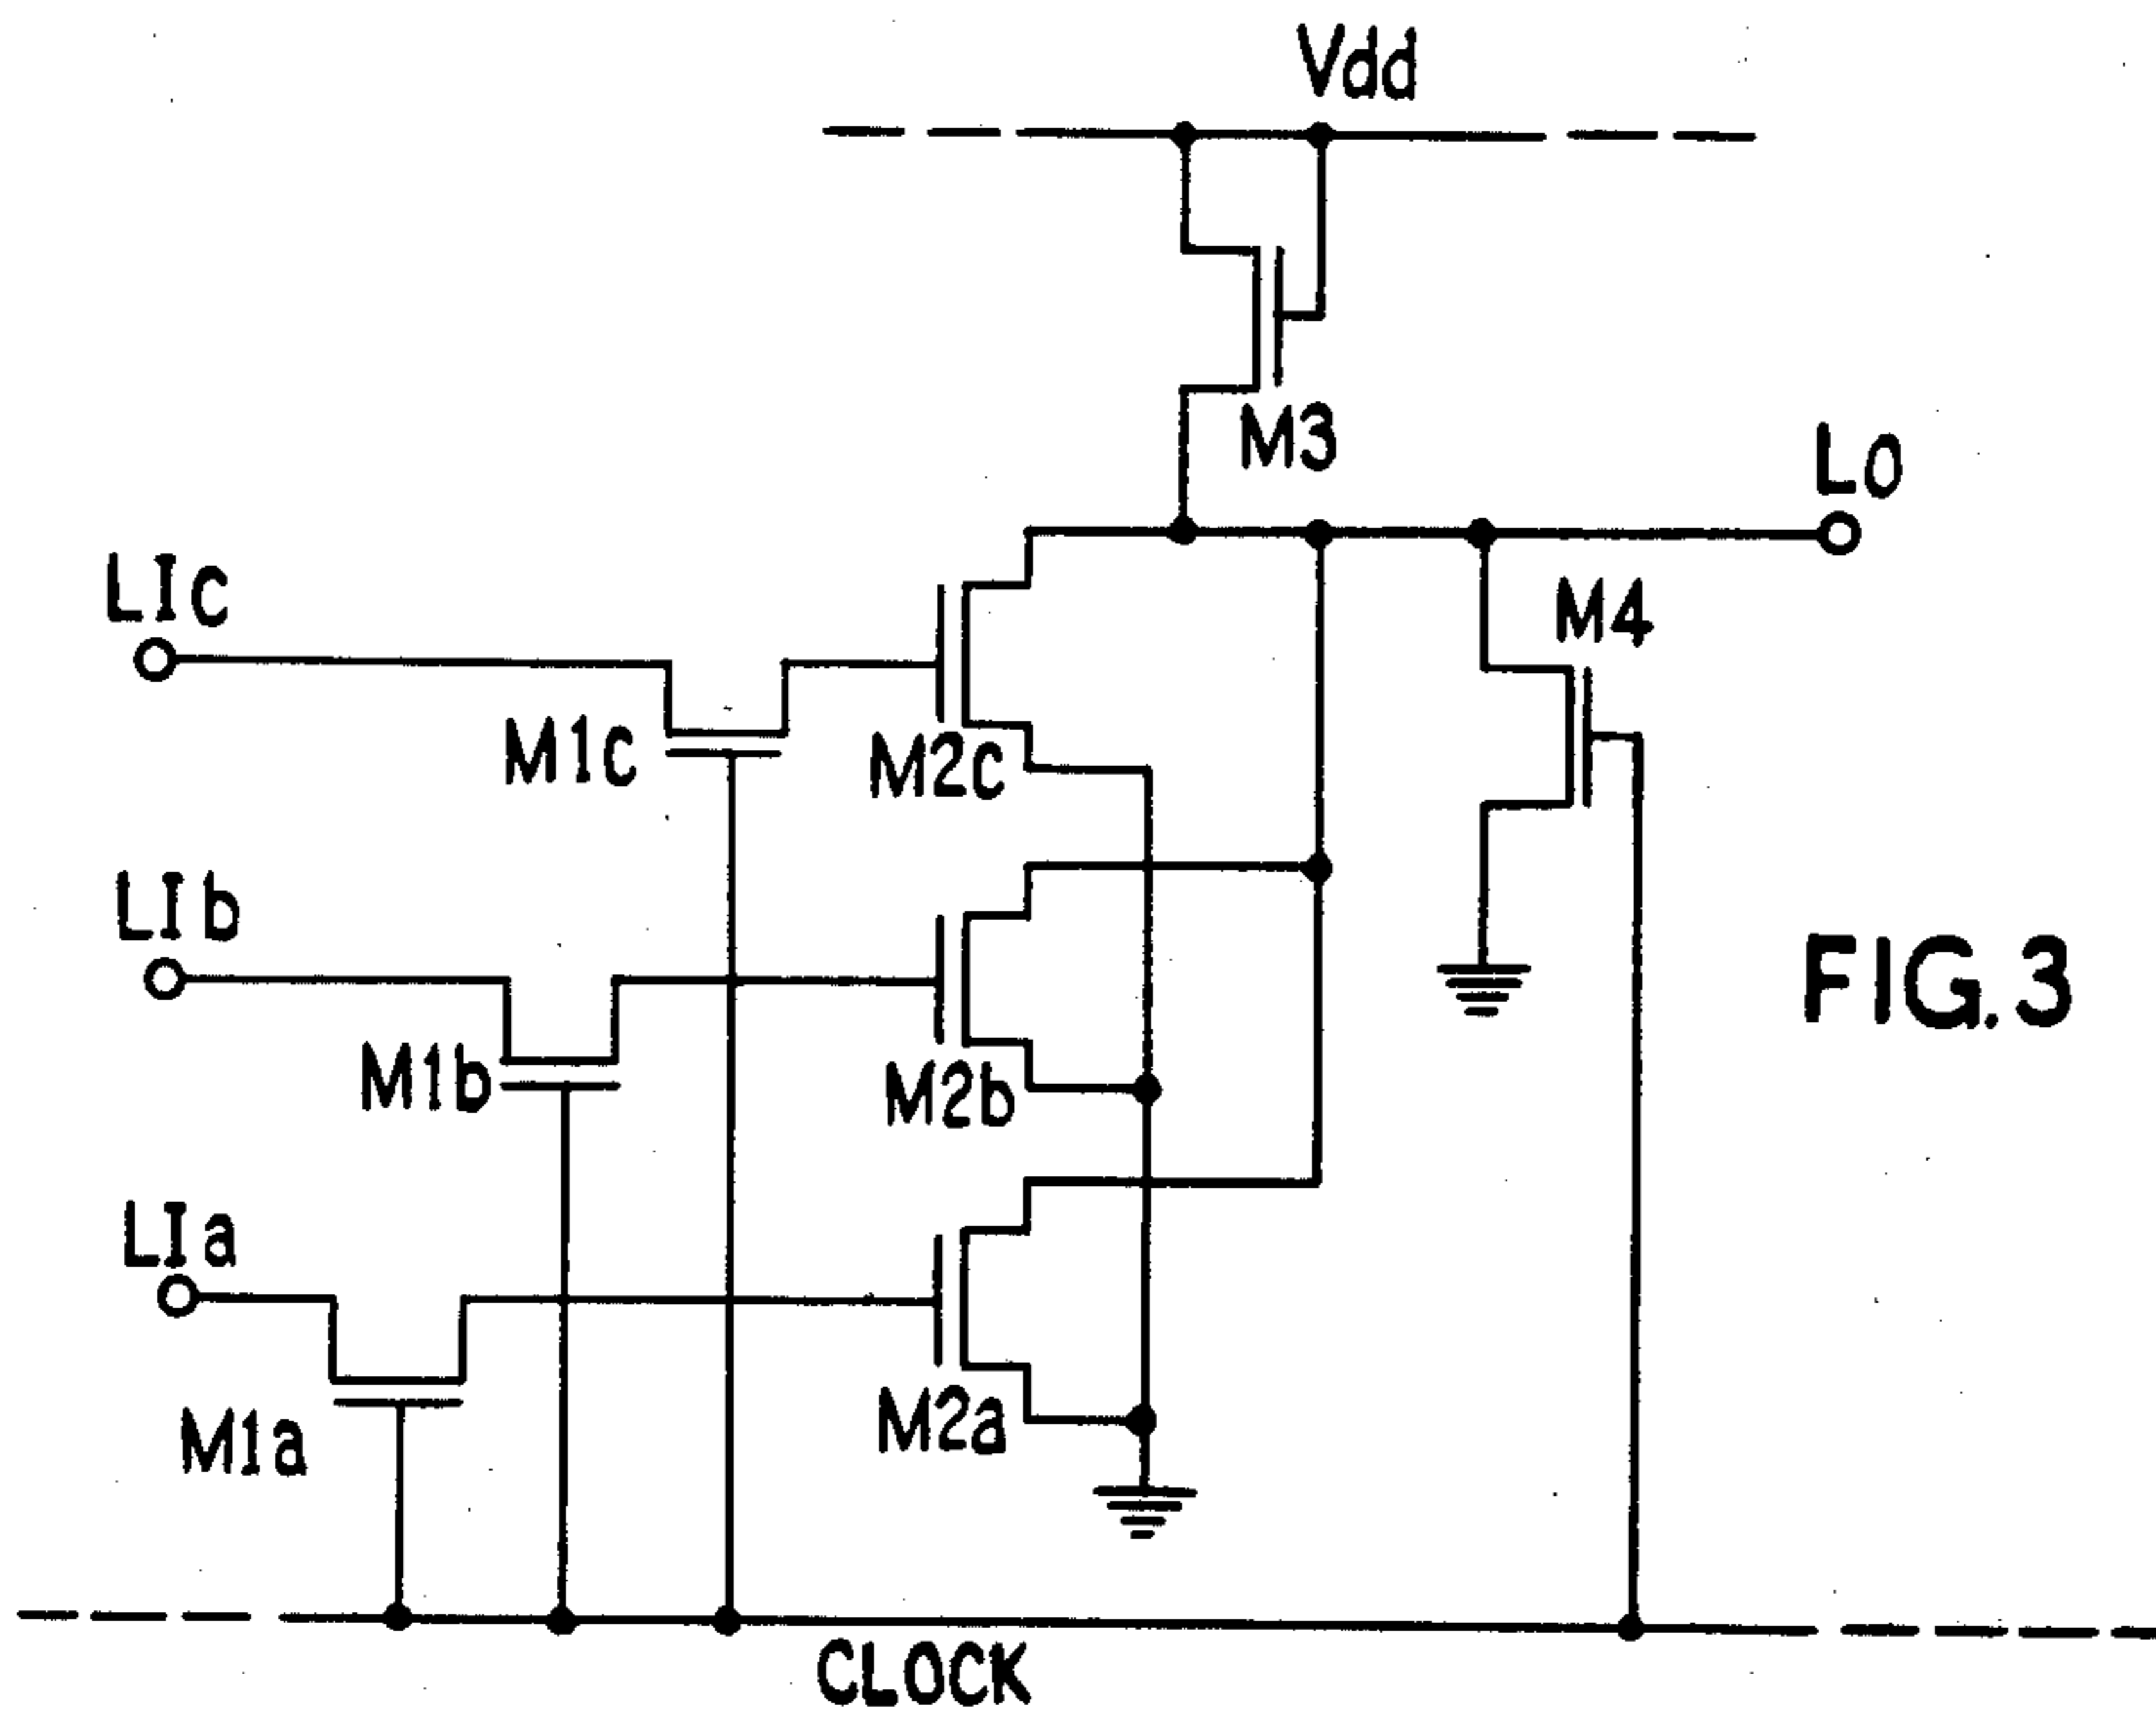 Vdd
M3
LO
LIc
M4
M1c
M2c
LIb
FIG.3
M1b
M2b
LIa
M2a
M1a
CLOCK